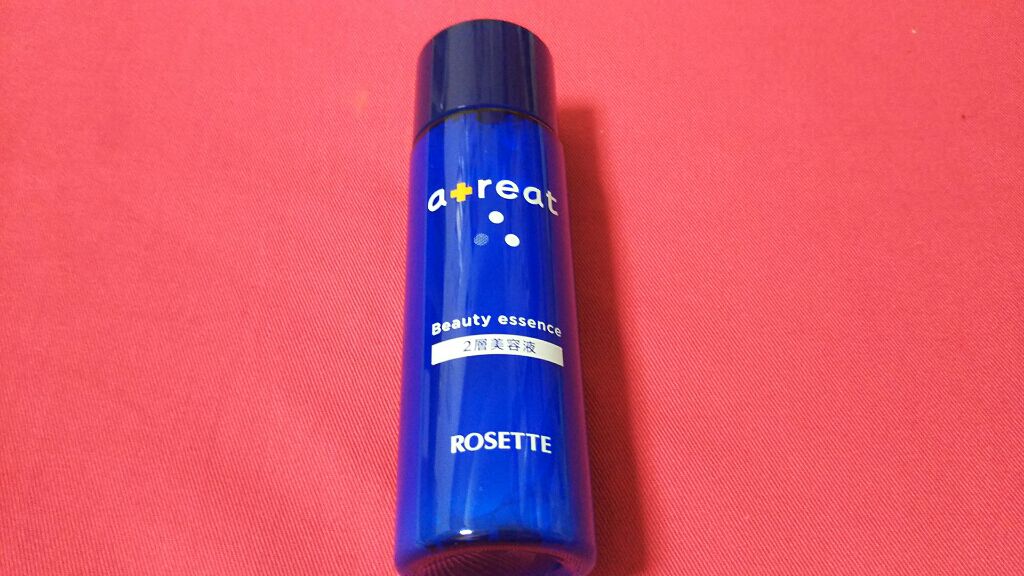 a+reat
Beauty essence
2層美容液
ROSETTE